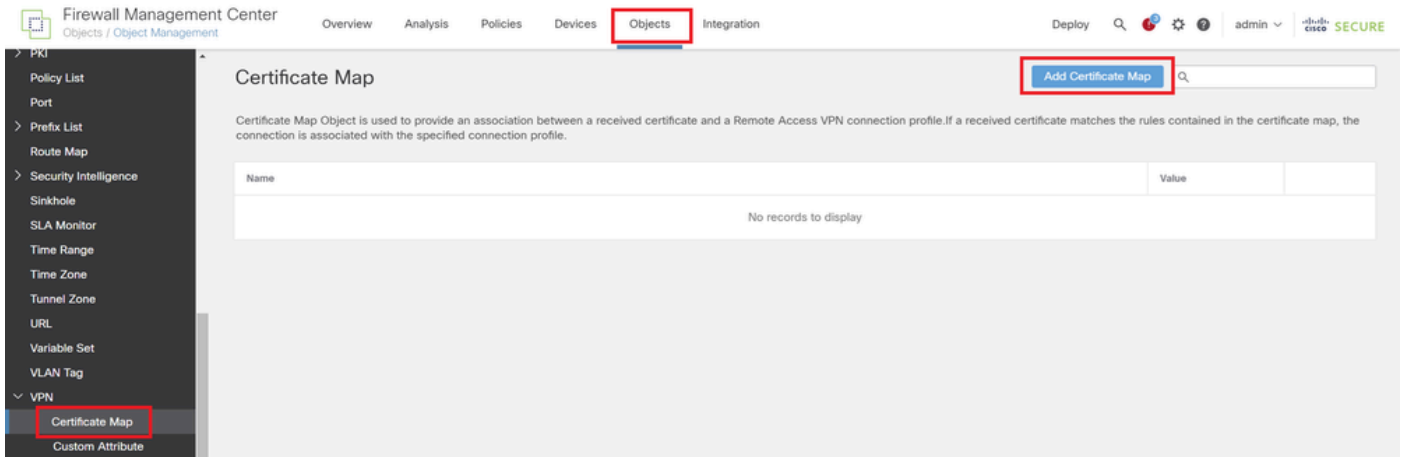 Firewall Management Center
Objects / Object Management
Overview Analysis Policies Devices Objects Integration
Deploy 3 admin cisco SECURE
PKI
Policy List
Port
Prefix List
Route Map
Security Intelligence
Sinkhole
SLA Monitor
Time Range
Time Zone
Tunnel Zone
URL
Variable Set
VLAN Tag
VPN
Certificate Map
Custom Attribute
Certificate Map
Add Certificate Map
Certificate Map Object is used to provide an association between a received certificate and a Remote Access VPN connection profile.If a received certificate matches the rules contained in the certificate map, the
connection is associated with the specified connection profile.
Name Value
No records to display